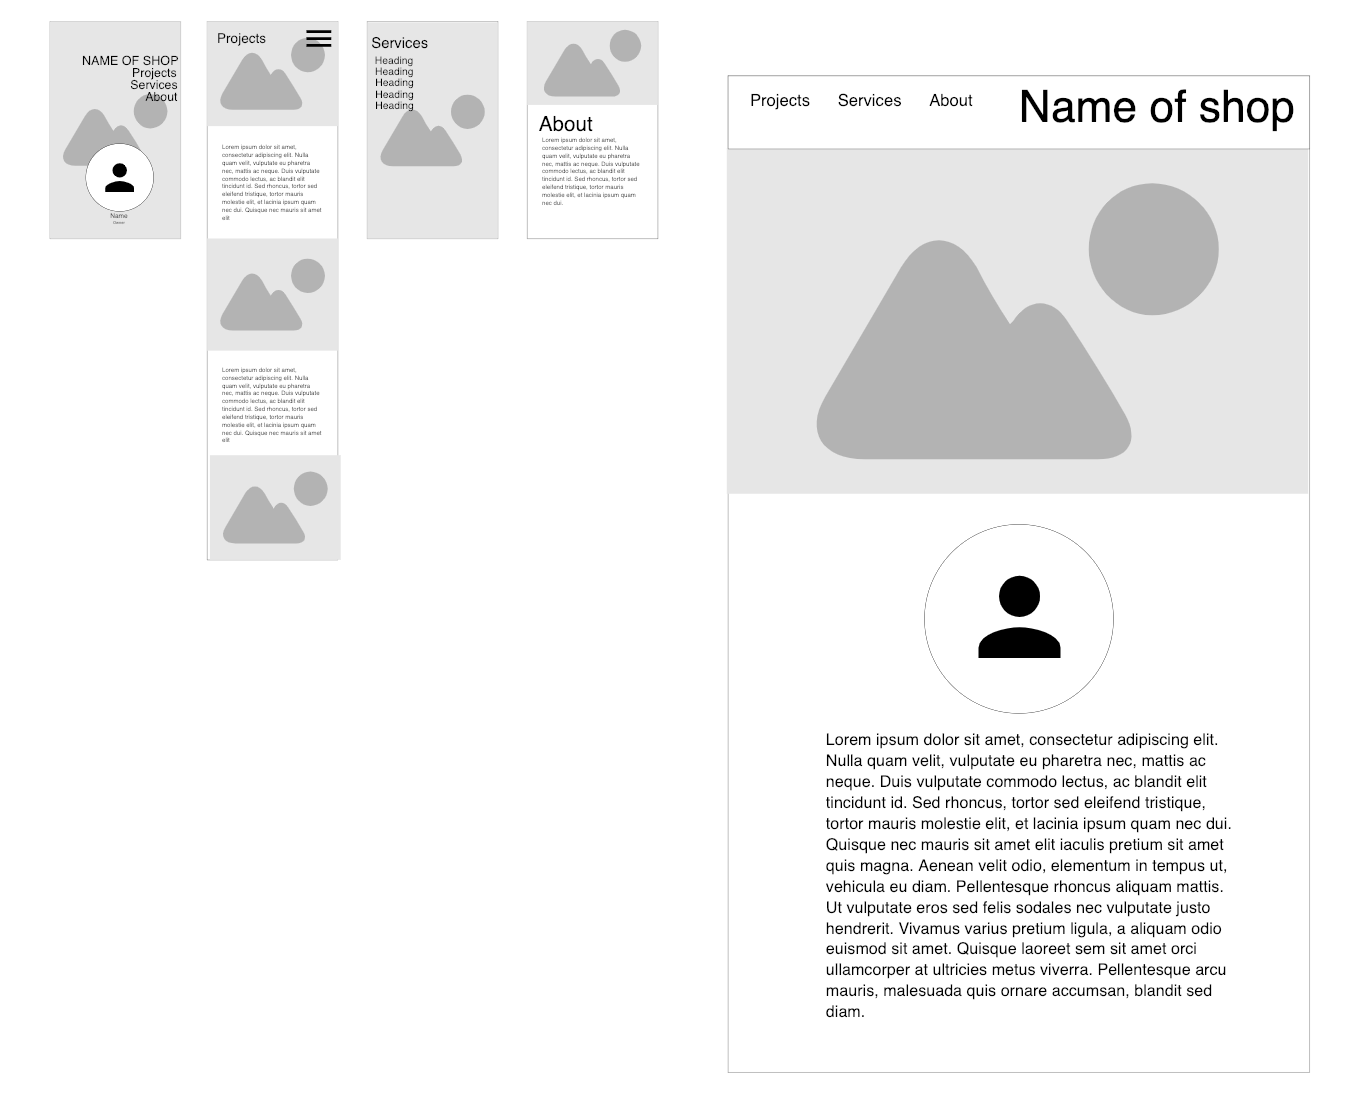 NAME OF SHOP
Projects
Services
About
Name
Owner
Projects
Lorem ipsum dolor sit amet,
consectetur adipiscing elit. Nulla
quam velit, vulputate eu pharetra
nec, mattis ac neque. Duis vulputate
commodo lectus, ac blandit elit
tincidunt id. Sed rhoncus, tortor sed
eleifend tristique, tortor mauris
molestie elit, et lacinia ipsum quam
nec dui. Quisque nec mauris sit amet
elit
Lorem ipsum dolor sit amet,
consectetur adipiscing elit. Nulla
quam velit, vulputate eu pharetra
nec, mattis ac neque. Duis vulputate
commodo lectus, ac blandit elit
tincidunt id. Sed rhoncus, tortor sed
eleifend tristique, tortor mauris
molestie elit, et lacinia ipsum quam
nec dui. Quisque nec mauris sit amet
elit
Services
Heading
Heading
Heading
Heading
Heading
About
Lorem ipsum dolor sit amet,
consectetur adipiscing elit. Nulla
quam velit, vulputate eu pharetra
nec, mattis ac neque. Duis vulputate
commodo lectus, ac blandit elit
tincidunt id. Sed rhoncus, tortor sed
eleifend tristique, tortor mauris
molestie elit, et lacinia ipsum quam
nec dui.
Projects Services About Name of shop
Lorem ipsum dolor sit amet, consectetur adipiscing elit.
Nulla quam velit, vulputate eu pharetra nec, mattis ac
neque. Duis vulputate commodo lectus, ac blandit elit
tincidunt id. Sed rhoncus, tortor sed eleifend tristique,
tortor mauris molestie elit, et lacinia ipsum quam nec dui.
Quisque nec mauris sit amet elit iaculis pretium sit amet
quis magna. Aenean velit odio, elementum in tempus ut,
vehicula eu diam. Pellentesque rhoncus aliquam mattis.
Ut vulputate eros sed felis sodales nec vulputate justo
hendrerit. Vivamus varius pretium ligula, a aliquam odio
euismod sit amet. Quisque laoreet sem sit amet orci
ullamcorper at ultricies metus viverra. Pellentesque arcu
mauris, malesuada quis ornare accumsan, blandit sed
diam.